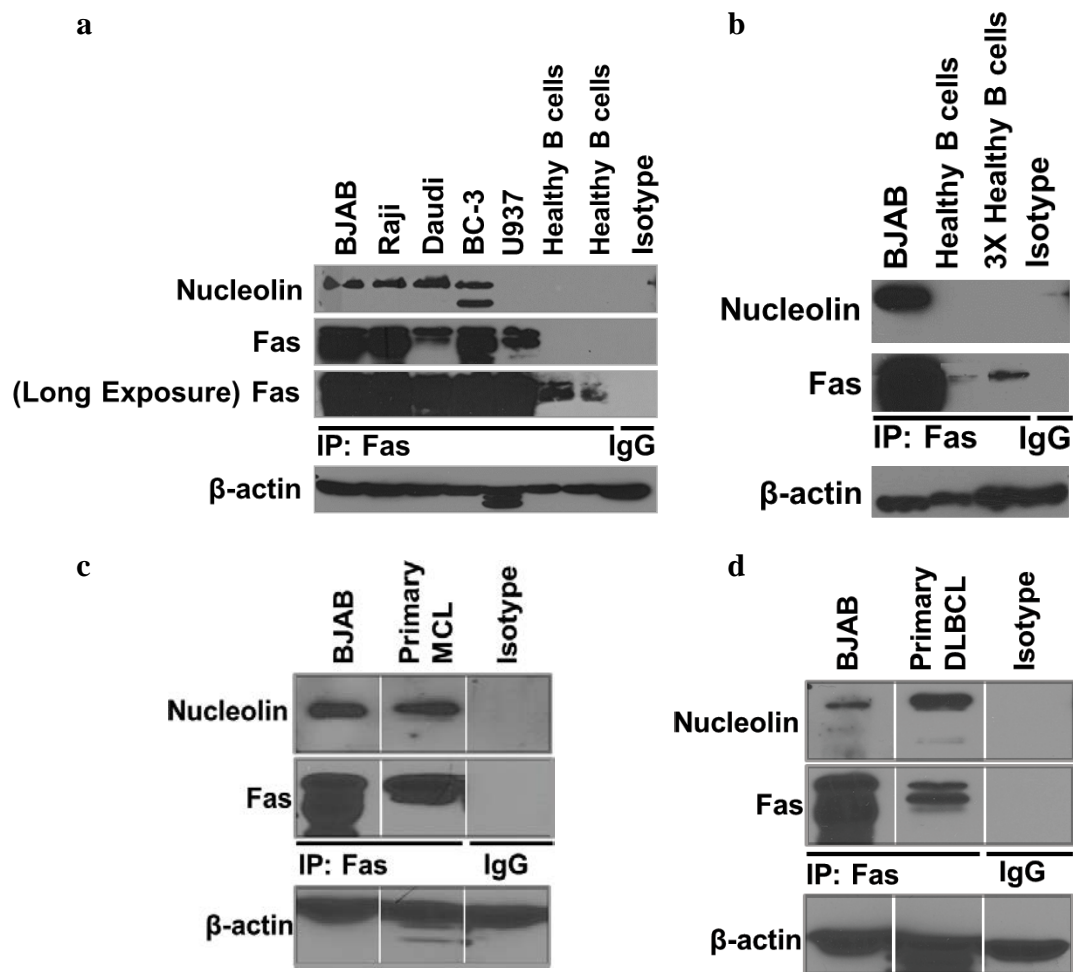 a
BJAB
Raji
Daudi
BC-3
U937
Healthy B cells
Healthy B cells
Isotype
Nucleolin
Fas
(Long Exposure) Fas
IP: Fas IgG
β-actin
b
BJAB
Healthy B cells
3X Healthy B cells
Isotype
Nucleolin
Fas
IP: Fas IgG
β-actin
c
BJAB
Primary
MCL
Isotype
Nucleolin
Fas
IP: Fas IgG
β-actin
d
BJAB
Primary
DLBCL
Isotype
Nucleolin
Fas
IP: Fas IgG
β-actin